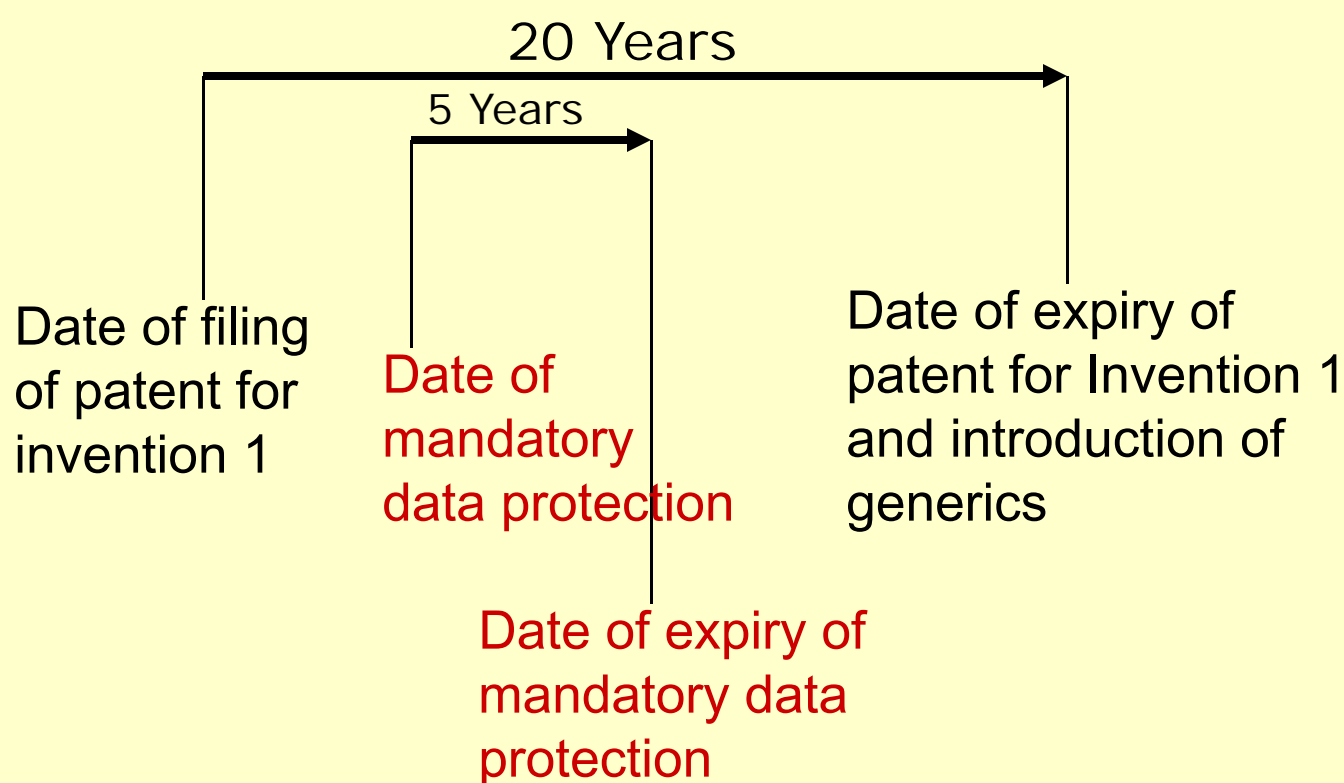 20 Years
5 Years
Date of filing
of patent for
invention 1
Date of
mandatory
data protection
Date of expiry of
mandatory data
protection
Date of expiry of
patent for Invention 1
and introduction of
generics